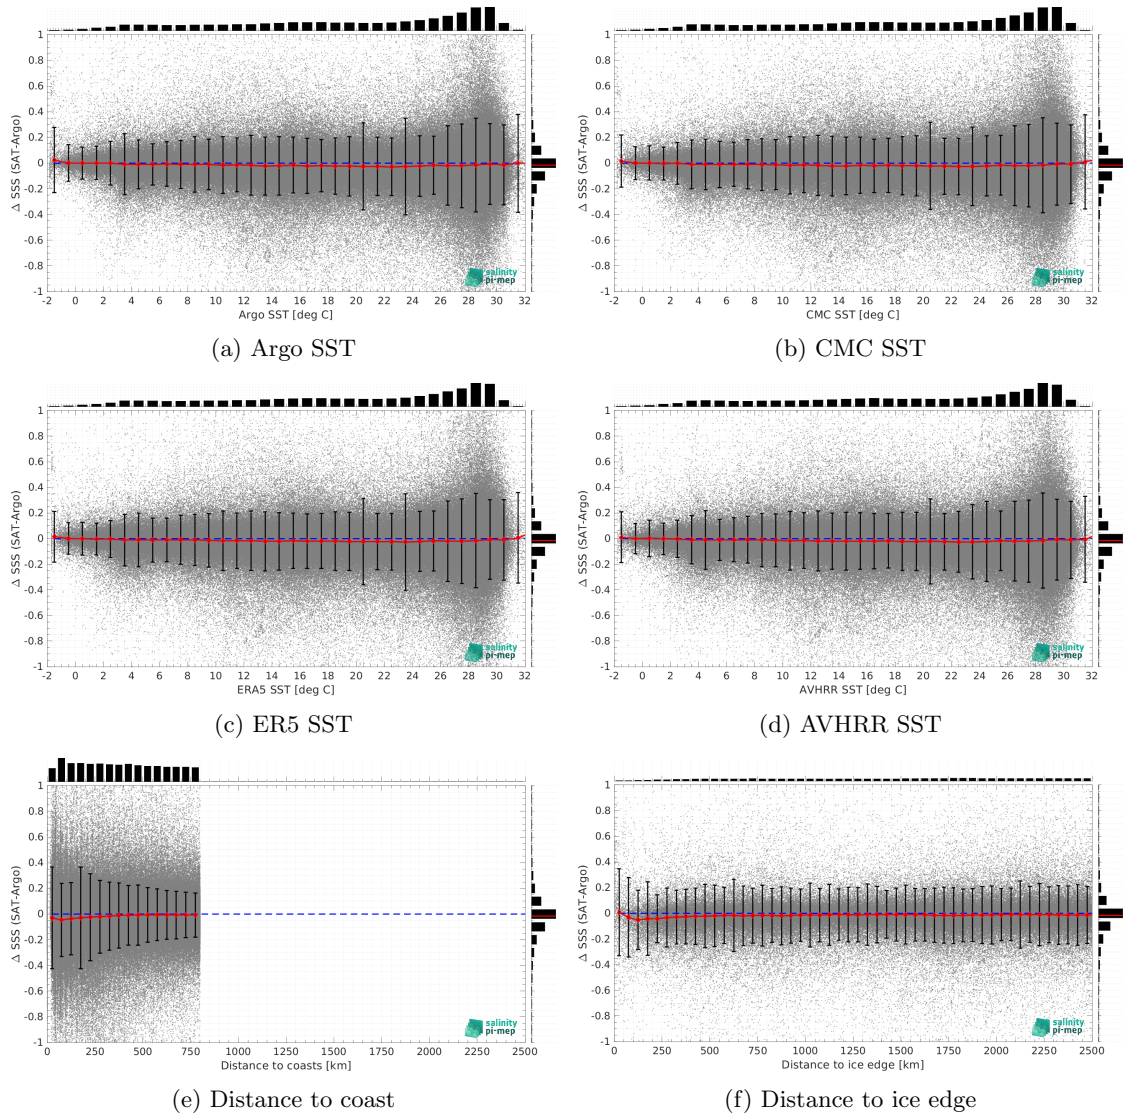 1
0.8
0.6
0.4
0.2
0
-0.2
-0.4
-0.6
-0.8
-1
Δ SSS (SAT-Argo)
-2 0 2 4 6 8 10 12 14 16 18 20 22 24 26 28 30 32
Argo SST [deg C]
salinity
pi-mep
(a) Argo SST
1
0.8
0.6
0.4
0.2
0
-0.2
-0.4
-0.6
-0.8
-1
Δ SSS (SAT-Argo)
-2 0 2 4 6 8 10 12 14 16 18 20 22 24 26 28 30 32
CMC SST [deg C]
salinity
pi-mep
(b) CMC SST
1
0.8
0.6
0.4
0.2
0
-0.2
-0.4
-0.6
-0.8
-1
Δ SSS (SAT-Argo)
-2 0 2 4 6 8 10 12 14 16 18 20 22 24 26 28 30 32
ERA5 SST [deg C]
salinity
pi-mep
(c) ER5 SST
1
0.8
0.6
0.4
0.2
0
-0.2
-0.4
-0.6
-0.8
-1
Δ SSS (SAT-Argo)
-2 0 2 4 6 8 10 12 14 16 18 20 22 24 26 28 30 32
AVHRR SST [deg C]
salinity
pi-mep
(d) AVHRR SST
1
0.8
0.6
0.4
0.2
0
-0.2
-0.4
-0.6
-0.8
-1
Δ SSS (SAT-Argo)
0 250 500 750 1000 1250 1500 1750 2000 2250 2500
Distance to coasts [km]
salinity
pi-mep
(e) Distance to coast
1
0.8
0.6
0.4
0.2
0
-0.2
-0.4
-0.6
-0.8
-1
Δ SSS (SAT-Argo)
0 250 500 750 1000 1250 1500 1750 2000 2250 2500
Distance to ice edge [km]
salinity
pi-mep
(f) Distance to ice edge